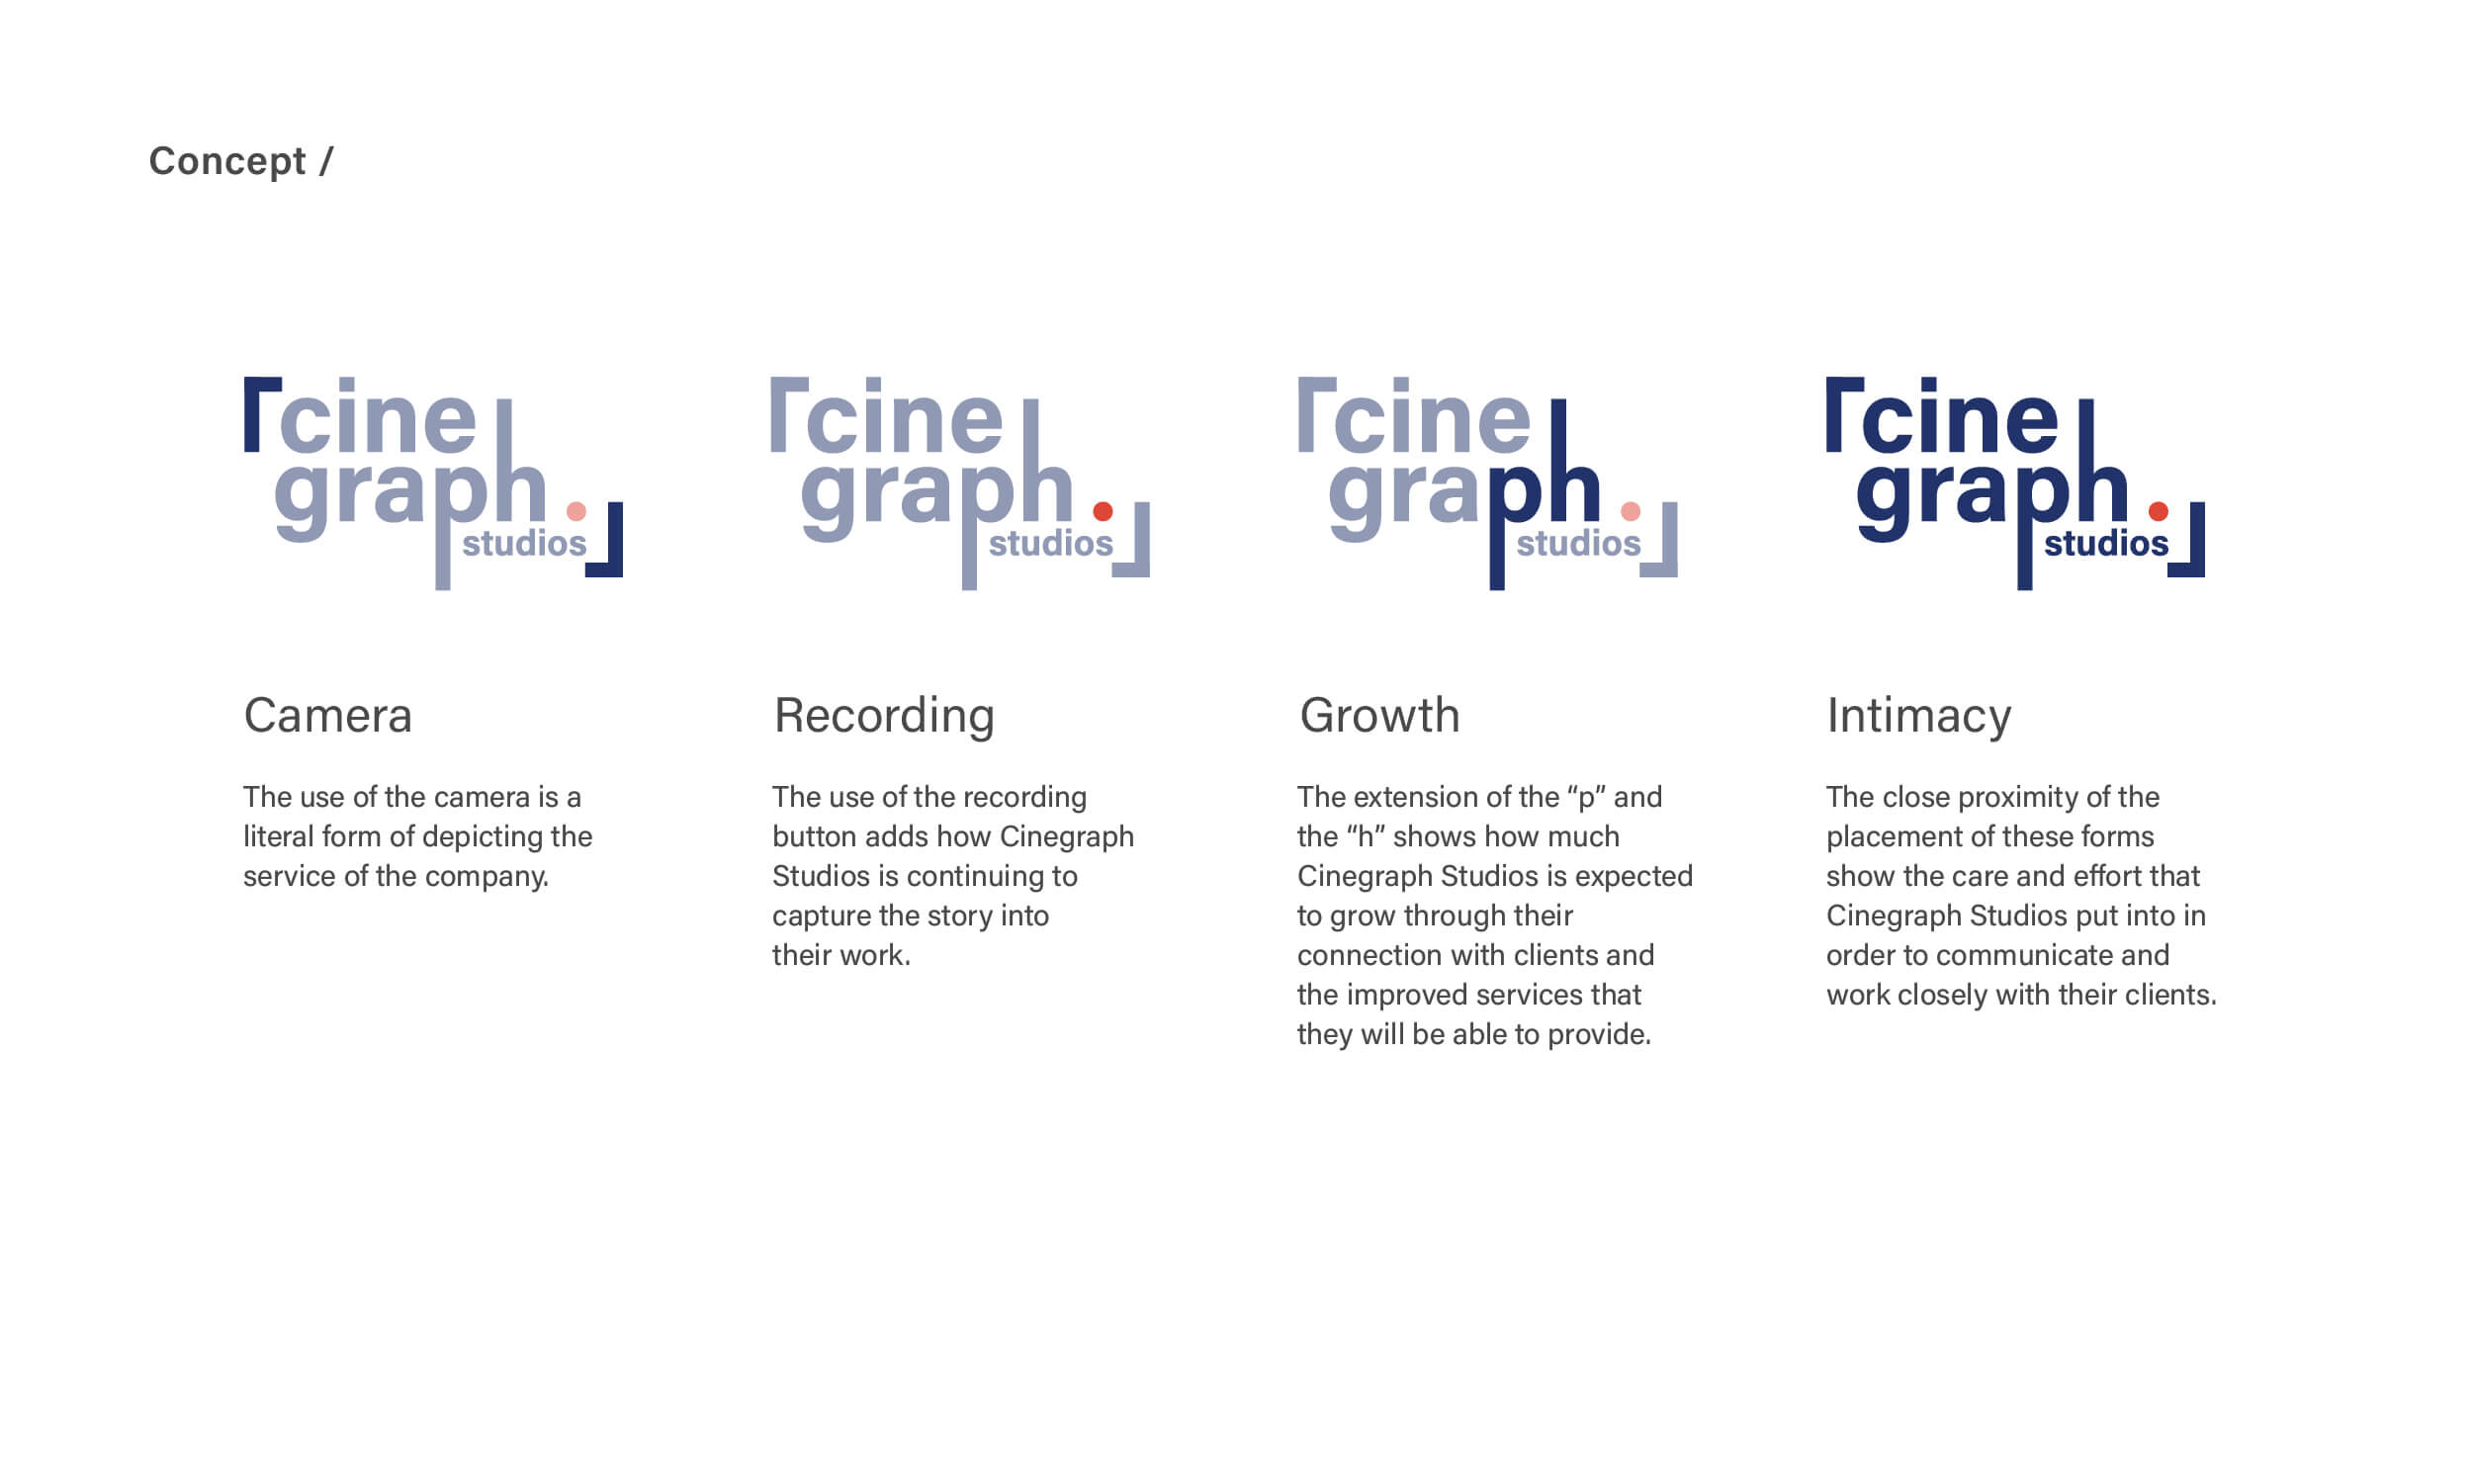 Concept /
cine
graph
studios
cine
graph
studios
cine
graph
studios
cine
graph
studios
Camera
The use of the camera is a
literal form of depicting the
service of the company.
Recording
The use of the recording
button adds how Cinegraph
Studios is continuing to
capture the story into
their work.
Growth
The extension of the “p” and
the “h” shows how much
Cinegraph Studios is expected
to grow through their
connection with clients and
the improved services that
they will be able to provide.
Intimacy
The close proximity of the
placement of these forms
show the care and effort that
Cinegraph Studios put into in
order to communicate and
work closely with their clients.